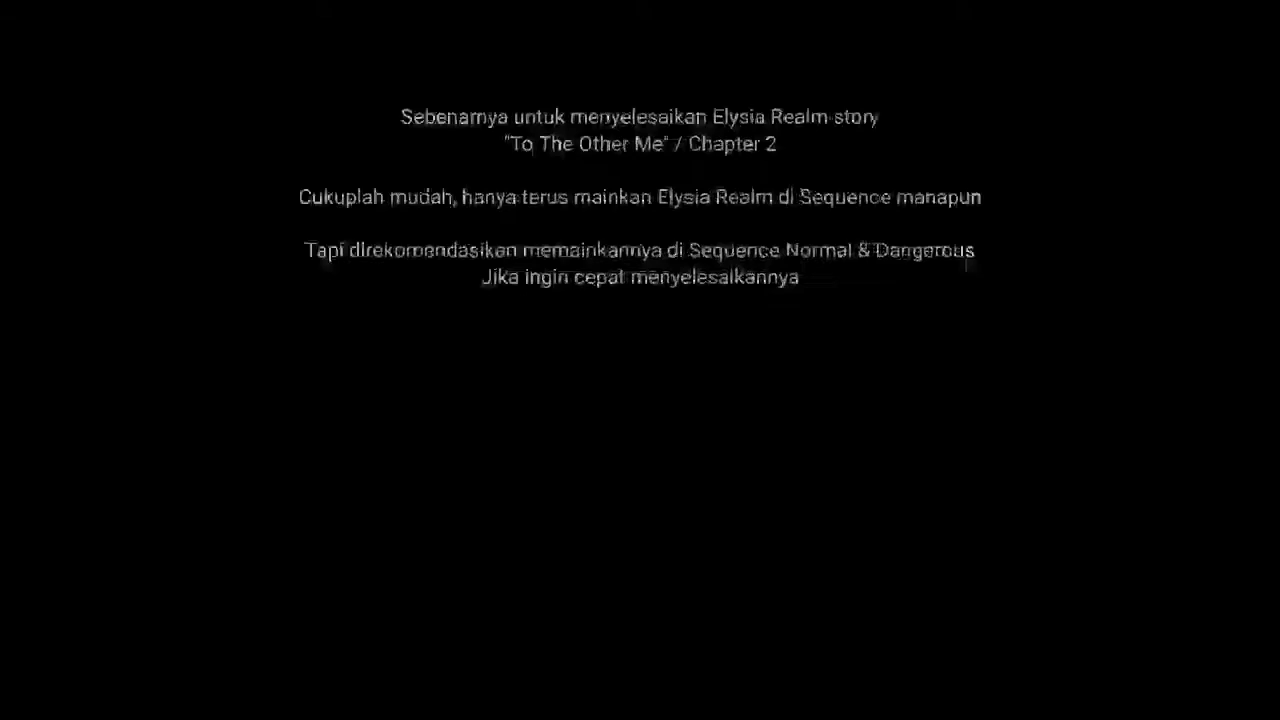 Sebenarnya untuk menyelesaikan Elysia Realm story
"To The Other Me" / Chapter 2
Cukuplah mudah, hanya terus mainkan Elysia Realm di Sequence manapun
Tapi direkomendasikan memainkannya di Sequence Normal & Dangerous
Jika ingin cepat menyelesaikannya